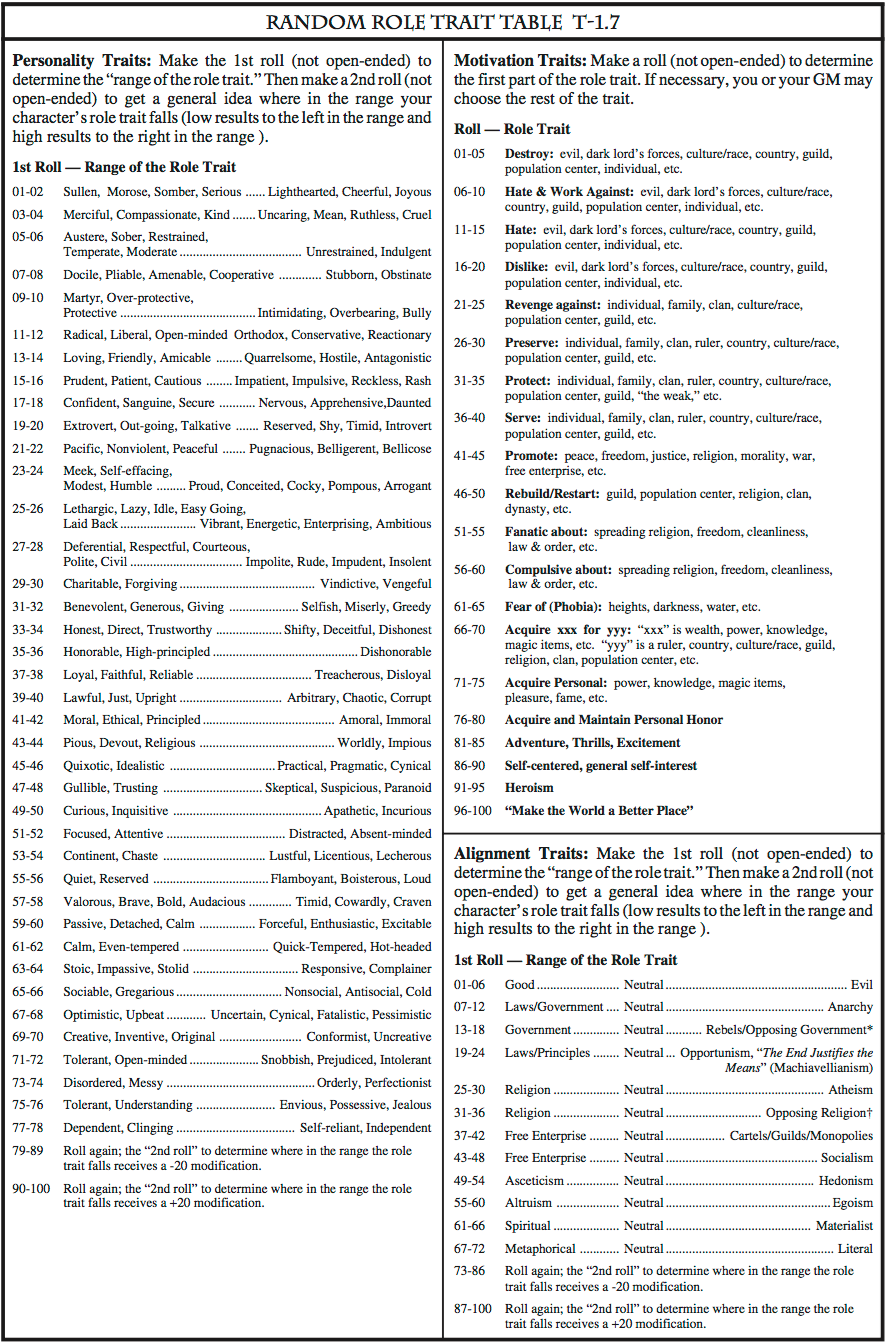 RANDOM ROLE TRAIT TABLE T-1.7
Personality Traits: Make the 1st roll (not open-ended) to
determine the “range of the role trait.” Then make a 2nd roll (not
open-ended) to get a general idea where in the range your
character’s role trait falls (low results to the left in the range and
high results to the right in the range ).
1st Roll — Range of the Role Trait
01-02 Sullen, Morose, Somber, Serious ...... Lighthearted, Cheerful, Joyous
03-04 Merciful, Compassionate, Kind ....... Uncaring, Mean, Ruthless, Cruel
05-06 Austere, Sober, Restrained,
Temperate, Moderate ..................................... Unrestrained, Indulgent
07-08 Docile, Pliable, Amenable, Cooperative ............. Stubborn, Obstinate
09-10 Martyr, Over-protective,
Protective ......................................... Intimidating, Overbearing, Bully
11-12 Radical, Liberal, Open-minded Orthodox, Conservative, Reactionary
13-14 Loving, Friendly, Amicable ........ Quarrelsome, Hostile, Antagonistic
15-16 Prudent, Patient, Cautious ........ Impatient, Impulsive, Reckless, Rash
17-18 Confident, Sanguine, Secure ........... Nervous, Apprehensive,Daunted
19-20 Extrovert, Out-going, Talkative ....... Reserved, Shy, Timid, Introvert
21-22 Pacific, Nonviolent, Peaceful ....... Pugnacious, Belligerent, Bellicose
23-24 Meek, Self-effacing,
Modest, Humble ......... Proud, Conceited, Cocky, Pompous, Arrogant
25-26 Lethargic, Lazy, Idle, Easy Going,
Laid Back ....................... Vibrant, Energetic, Enterprising, Ambitious
27-28 Deferential, Respectful, Courteous,
Polite, Civil .................................. Impolite, Rude, Impudent, Insolent
29-30 Charitable, Forgiving ......................................... Vindictive, Vengeful
31-32 Benevolent, Generous, Giving ..................... Selfish, Miserly, Greedy
33-34 Honest, Direct, Trustworthy .................... Shifty, Deceitful, Dishonest
35-36 Honorable, High-principled .................................... Dishonorable
37-38 Loyal, Faithful, Reliable ................................... Treacherous, Disloyal
39-40 Lawful, Just, Upright ............................... Arbitrary, Chaotic, Corrupt
41-42 Moral, Ethical, Principled ........................................ Amoral, Immoral
43-44 Pious, Devout, Religious ......................................... Worldly, Impious
45-46 Quixotic, Idealistic ................................ Practical, Pragmatic, Cynical
47-48 Gullible, Trusting ................................ Skeptical, Suspicious, Paranoid
49-50 Curious, Inquisitive ............................................. Apathetic, Incurious
51-52 Focused, Attentive .................................... Distracted, Absent-minded
53-54 Continent, Chaste ............................... Lustful, Licentious, Lecherous
55-56 Quiet, Reserved ................................... Flamboyant, Boisterous, Loud
57-58 Valorous, Brave, Bold, Audacious ............. Timid, Cowardly, Craven
59-60 Passive, Detached, Calm ................. Forceful, Enthusiastic, Excitable
61-62 Calm, Even-tempered .......................... Quick-Tempered, Hot-headed
63-64 Stoic, Impassive, Stolid ................................ Responsive, Complainer
65-66 Sociable, Gregarious ................................ Nonsocial, Antisocial, Cold
67-68 Optimistic, Upbeat ............ Uncertain, Cynical, Fatalistic, Pessimistic
69-70 Creative, Inventive, Original ......................... Conformist, Uncreative
71-72 Tolerant, Open-minded ..................... Snobbish, Prejudiced, Intolerant
73-74 Disordered, Messy ............................................. Orderly, Perfectionist
75-76 Tolerant, Understanding ........................ Envious, Possessive, Jealous
77-78 Dependent, Clinging ..................................... Self-reliant, Independent
79-89 Roll again; the “2nd roll” to determine where in the range the role
trait falls receives a -20 modification.
90-100 Roll again; the “2nd roll” to determine where in the range the role
trait falls receives a +20 modification.
Motivation Traits: Make a roll (not open-ended) to determine
the first part of the role trait. If necessary, you or your GM may
choose the rest of the trait.
Roll — Role Trait
01-05 Destroy: evil, dark lord’s forces, culture/race, country, guild,
population center, individual, etc.
06-10 Hate & Work Against: evil, dark lord’s forces, culture/race,
country, guild, population center, individual, etc.
11-15 Hate: evil, dark lord’s forces, culture/race, country, guild,
population center, individual, etc.
16-20 Dislike: evil, dark lord’s forces, culture/race, country, guild,
population center, individual, etc.
21-25 Revenge against: individual, family, clan, culture/race,
population center, guild, etc.
26-30 Preserve: individual, family, clan, ruler, country, culture/race,
population center, guild, etc.
31-35 Protect: individual, family, clan, ruler, country, culture/race,
population center, guild, “the weak,” etc.
36-40 Serve: individual, family, clan, ruler, country, culture/race,
population center, guild, etc.
41-45 Promote: peace, freedom, justice, religion, morality, war,
free enterprise, etc.
46-50 Rebuild/Restart: guild, population center, religion, clan,
dynasty, etc.
51-55 Fanatic about: spreading religion, freedom, cleanliness,
law & order, etc.
56-60 Compulsive about: spreading religion, freedom, cleanliness,
law & order, etc.
61-65 Fear of (Phobia): heights, darkness, water, etc.
66-70 Acquire xxx for yyy: “xxx” is wealth, power, knowledge,
magic items, etc. “yyy” is a ruler, country, culture/race, guild,
religion, clan, population center, etc.
71-75 Acquire Personal: power, knowledge, magic items,
pleasure, fame, etc.
76-80 Acquire and Maintain Personal Honor
81-85 Adventure, Thrills, Excitement
86-90 Self-centered, general self-interest
91-95 Heroism
96-100 “Make the World a Better Place”
Alignment Traits: Make the 1st roll (not open-ended) to
determine the “range of the role trait.” Then make a 2nd roll (not
open-ended) to get a general idea where in the range your
character’s role trait falls (low results to the left in the range and
high results to the right in the range ).
1st Roll — Range of the Role Trait
01-06 Good ......................... Neutral ........................................................ Evil
07-12 Laws/Government .... Neutral ................................................ Anarchy
13-18 Government .............. Neutral ........... Rebels/Opposing Government*
19-24 Laws/Principles ........ Neutral ... Opportunism, “The End Justifies the
Means” (Machiavellianism)
25-30 Religion .................... Neutral ................................................ Atheism
31-36 Religion .................... Neutral .............................. Opposing Religion†
37-42 Free Enterprise ......... Neutral .................. Cartels/Guilds/Monopolies
43-48 Free Enterprise ......... Neutral .............................................. Socialism
49-54 Asceticism ................ Neutral ............................................. Hedonism
55-60 Altruism ................... Neutral .................................................. Egoism
61-66 Spiritual .................... Neutral ............................................ Materialist
67-72 Metaphorical ............ Neutral ................................................... Literal
73-86 Roll again; the “2nd roll” to determine where in the range the role
trait falls receives a -20 modification.
87-100 Roll again; the “2nd roll” to determine where in the range the role
trait falls receives a +20 modification.